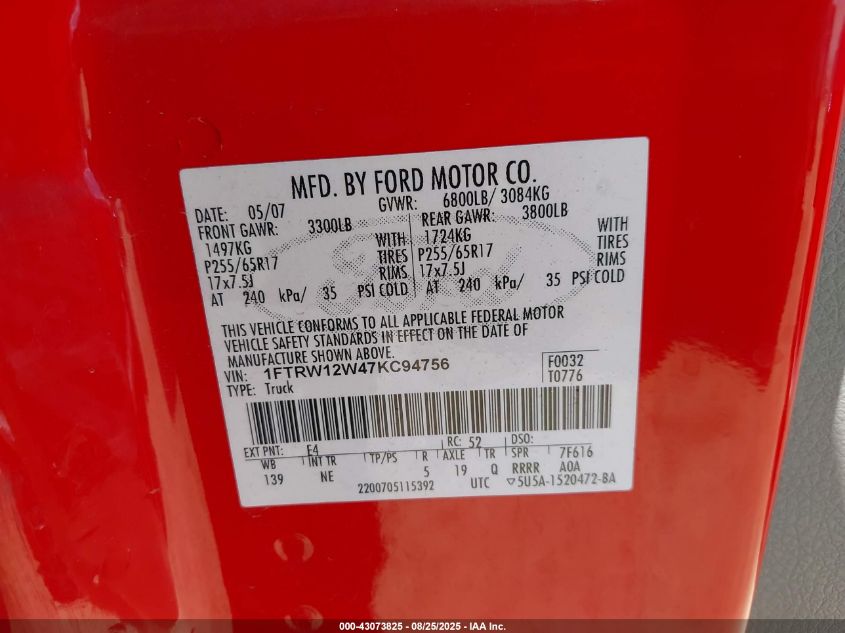 MFD. BY FORD MOTOR CO.
DATE: 05/07 GVWR: 6800LB/ 3084KG
FRONT GAWR: 3300LB REAR GAWR: 3800LB
1497KG WITH 1724KG WITH
P255/65R17 TIRES P255/65R17 TIRES
17x7.5J RIMS 17x7.5J RIMS
AT 240 kPa/ 35 PSI COLD AT 240 kPa/ 35 PSI COLD
Ford
THIS VEHICLE CONFORMS TO ALL APPLICABLE FEDERAL MOTOR
VEHICLE SAFETY STANDARDS IN EFFECT ON THE DATE OF
MANUFACTURE SHOWN ABOVE.
VIN: 1FTRW12W47KC94756 F0032
TYPE: Truck T0776
EXT PNT: E4 RC: 52 DSO:
WB INT TR TP/PS R AXLE TR SPR 7F616
139 NE 5 19 Q RRRR AOA
2200705115392 UTC ▽5U5A-1520472-BA
000-43073825 - 08/25/2025 - IAA Inc.